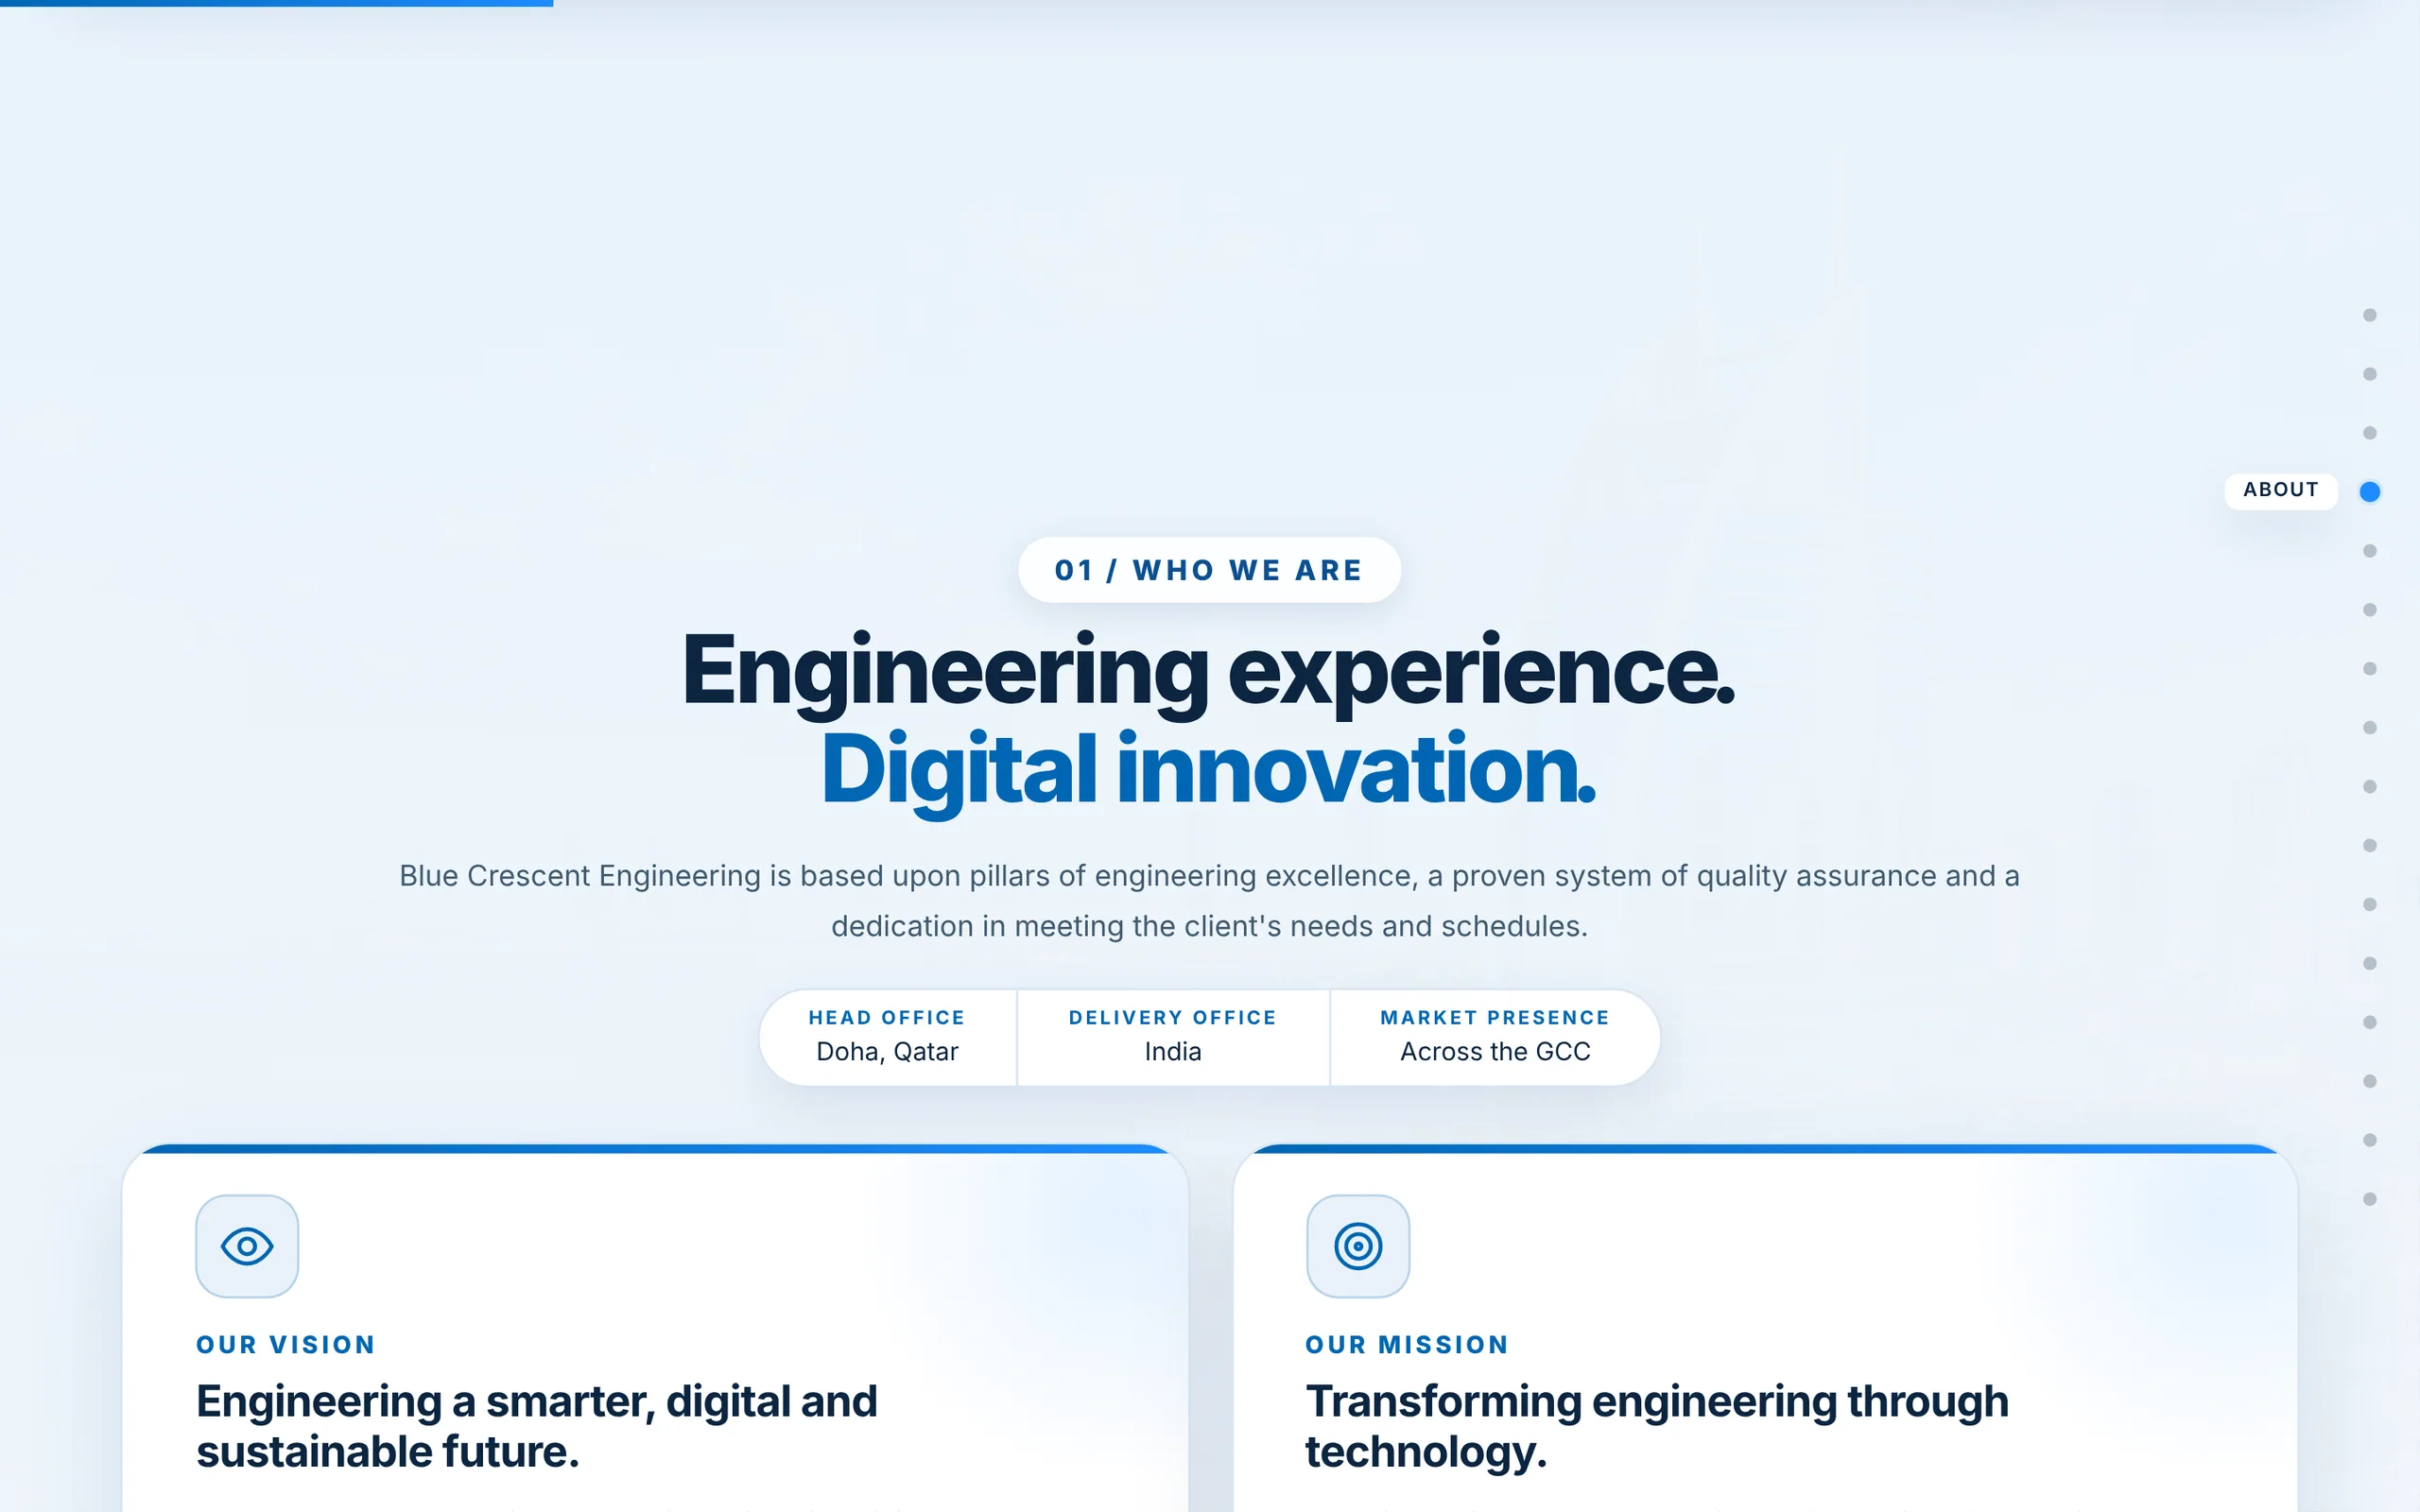 ABOUT
01 / WHO WE ARE
Engineering experience.
Digital innovation.
Blue Crescent Engineering is based upon pillars of engineering excellence, a proven system of quality assurance and a
dedication in meeting the client's needs and schedules.
HEAD OFFICE
Doha, Qatar
DELIVERY OFFICE
India
MARKET PRESENCE
Across the GCC
OUR VISION
Engineering a smarter, digital and
sustainable future.
OUR MISSION
Transforming engineering through
technology.